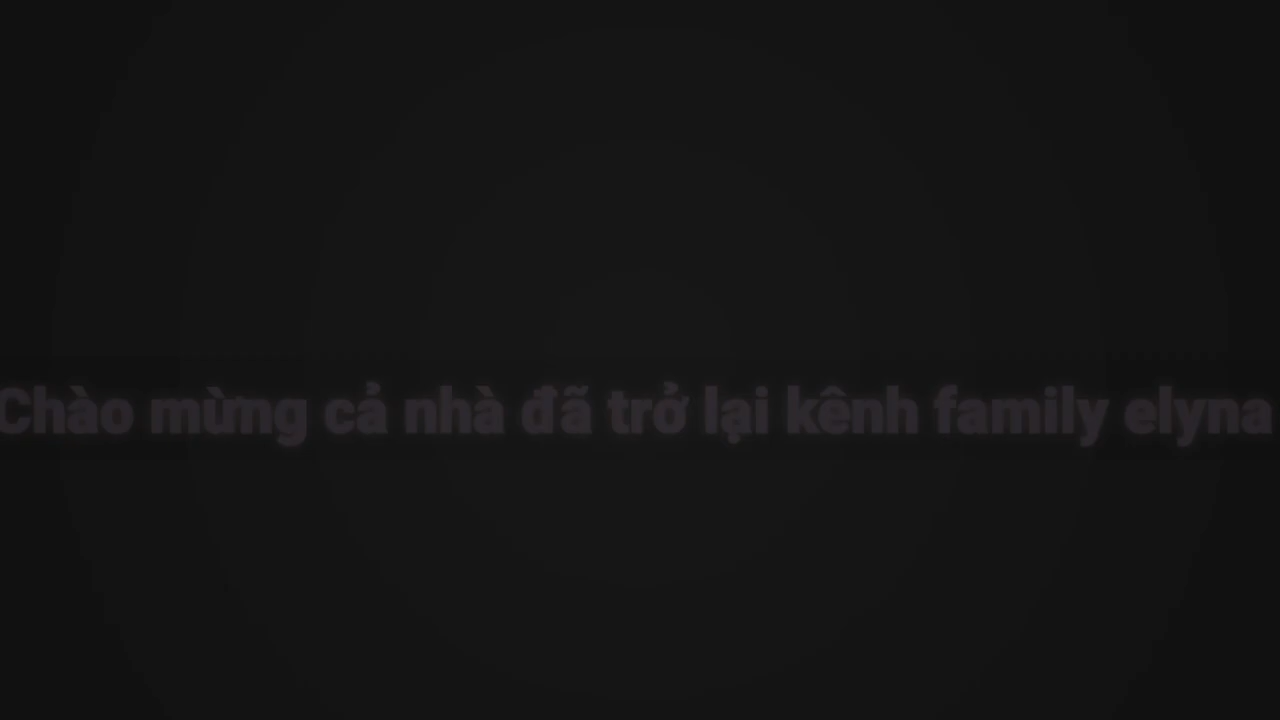 Chào mừng cả nhà đã trở lại kênh family elyna